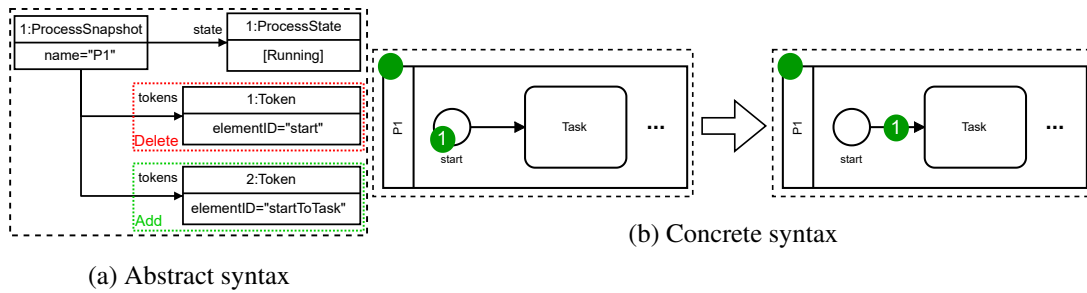 1:ProcessSnapshot
name="P1"
state
1:ProcessState
[Running]
tokens
1:Token
elementID="start"
Delete
tokens
2:Token
elementID="startToTask"
Add
(a) Abstract syntax
P1
1
start
Task
...
P1
start
1
Task
...
(b) Concrete syntax